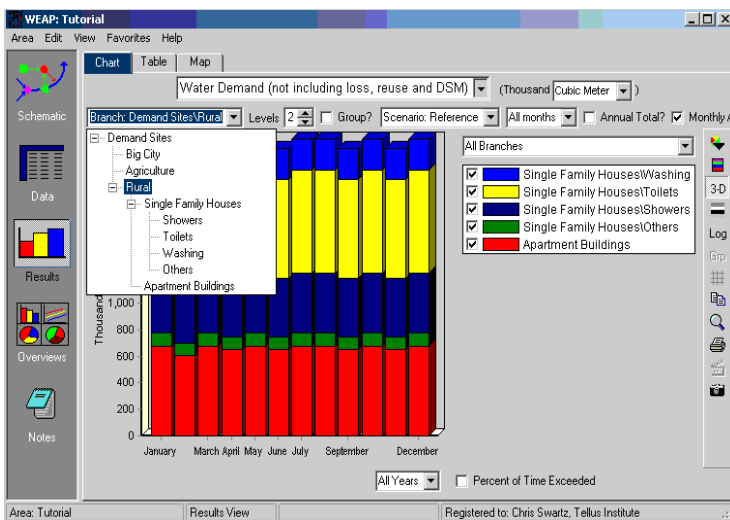 WEAP: Tutorial
Area Edit View Favorites Help
Chart Table Map
Water Demand (not including loss, reuse and DSM) (Thousand Cubic Meter )
Branch: Demand Sites\Rural Levels 2 Group? Scenario: Reference All months Annual Total? Monthly A
Schematic
Data
Results
Overviews
Notes
Demand Sites
Big City
Agriculture
Rural
Single Family Houses
Showers
Toilets
Washing
Others
Apartment Buildings
All Branches
Single Family Houses\Washing
Single Family Houses\Toilets
Single Family Houses\Showers
Single Family Houses\Others
Apartment Buildings
3-D
Log
Grp
Thousand
1,000
800
600
400
200
0
January March April May June July September December
All Years Percent of Time Exceeded
Area: Tutorial Results View Registered to: Chris Swartz, Tellus Institute